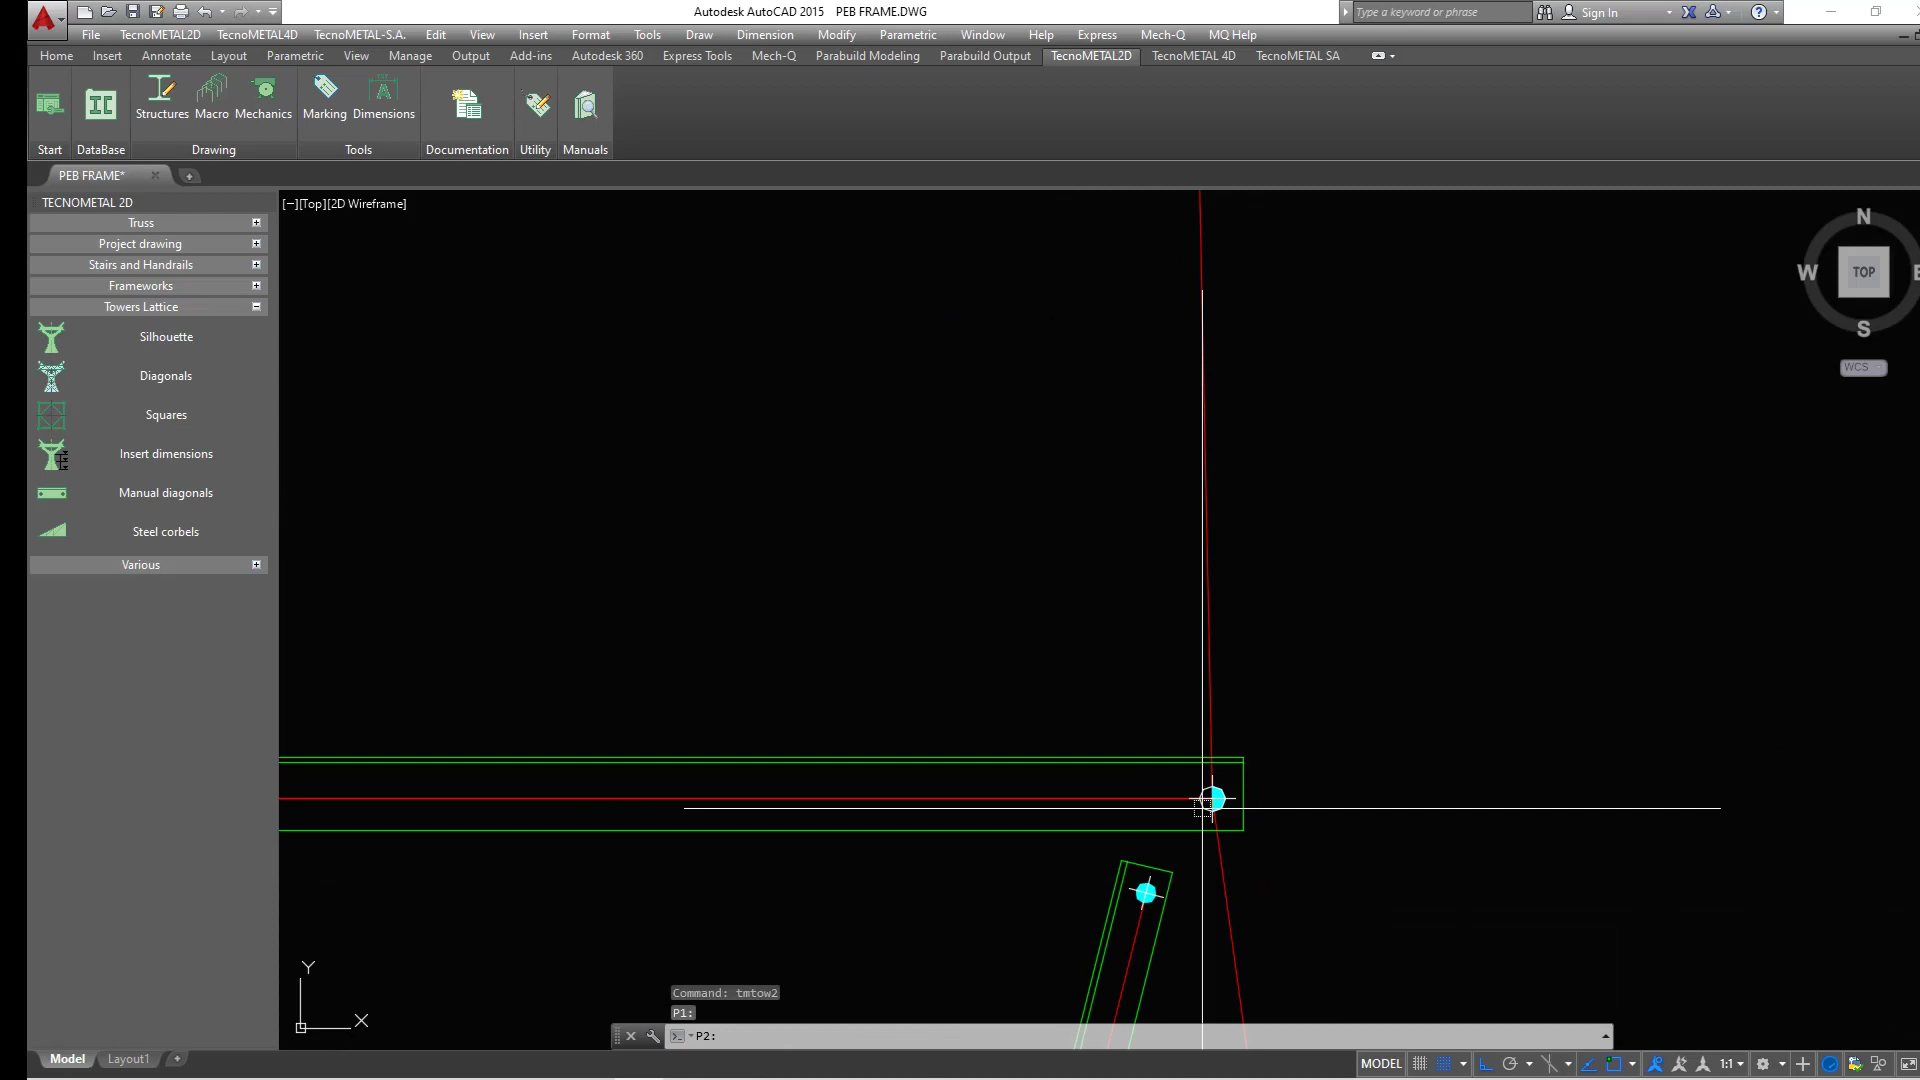 Autodesk AutoCAD 2015 PEB FRAME.DWG
Type a keyword or phrase
Sign In
File TecnoMETAL2D TecnoMETAL4D TecnoMETAL-S.A. Edit View Insert Format Tools Draw Dimension Modify Parametric Window Help Express Mech-Q MQ Help
Home Insert Annotate Layout Parametric View Manage Output Add-ins Autodesk 360 Express Tools Mech-Q Parabuild Modeling Parabuild Output TecnoMETAL2D TecnoMETAL 4D TecnoMETAL SA
Structures Macro Mechanics Marking Dimensions
Start DataBase Drawing Tools Documentation Utility Manuals
PEB FRAME*
TECNOMETAL 2D
Truss
Project drawing
Stairs and Handrails
Frameworks
Towers Lattice
Silhouette
Diagonals
Squares
Insert dimensions
Manual diagonals
Steel corbels
Various
[−][Top][2D Wireframe]
N
W TOP E
S
WCS
Y
X
Command: tmtow2
P1:
P2:
Model Layout1
MODEL 1:1